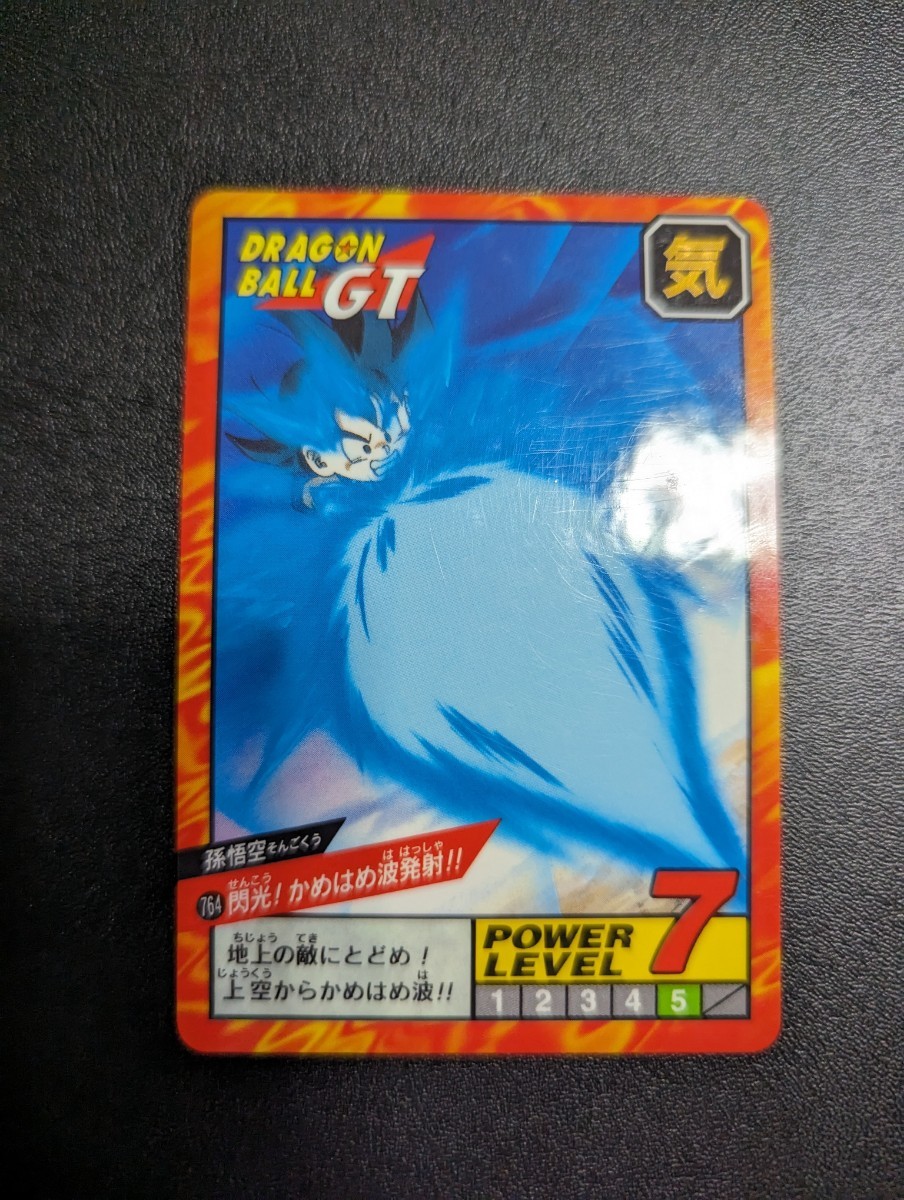 DRAGON
BALL GT
気
孫悟空そんごくう
せんこう は はっしゃ
764 閃光!かめはめ波発射!!
ちじょう てき
地上の敵にとどめ!
じょうくう は
上空からかめはめ波!!
POWER
LEVEL 7
1 2 3 4 5